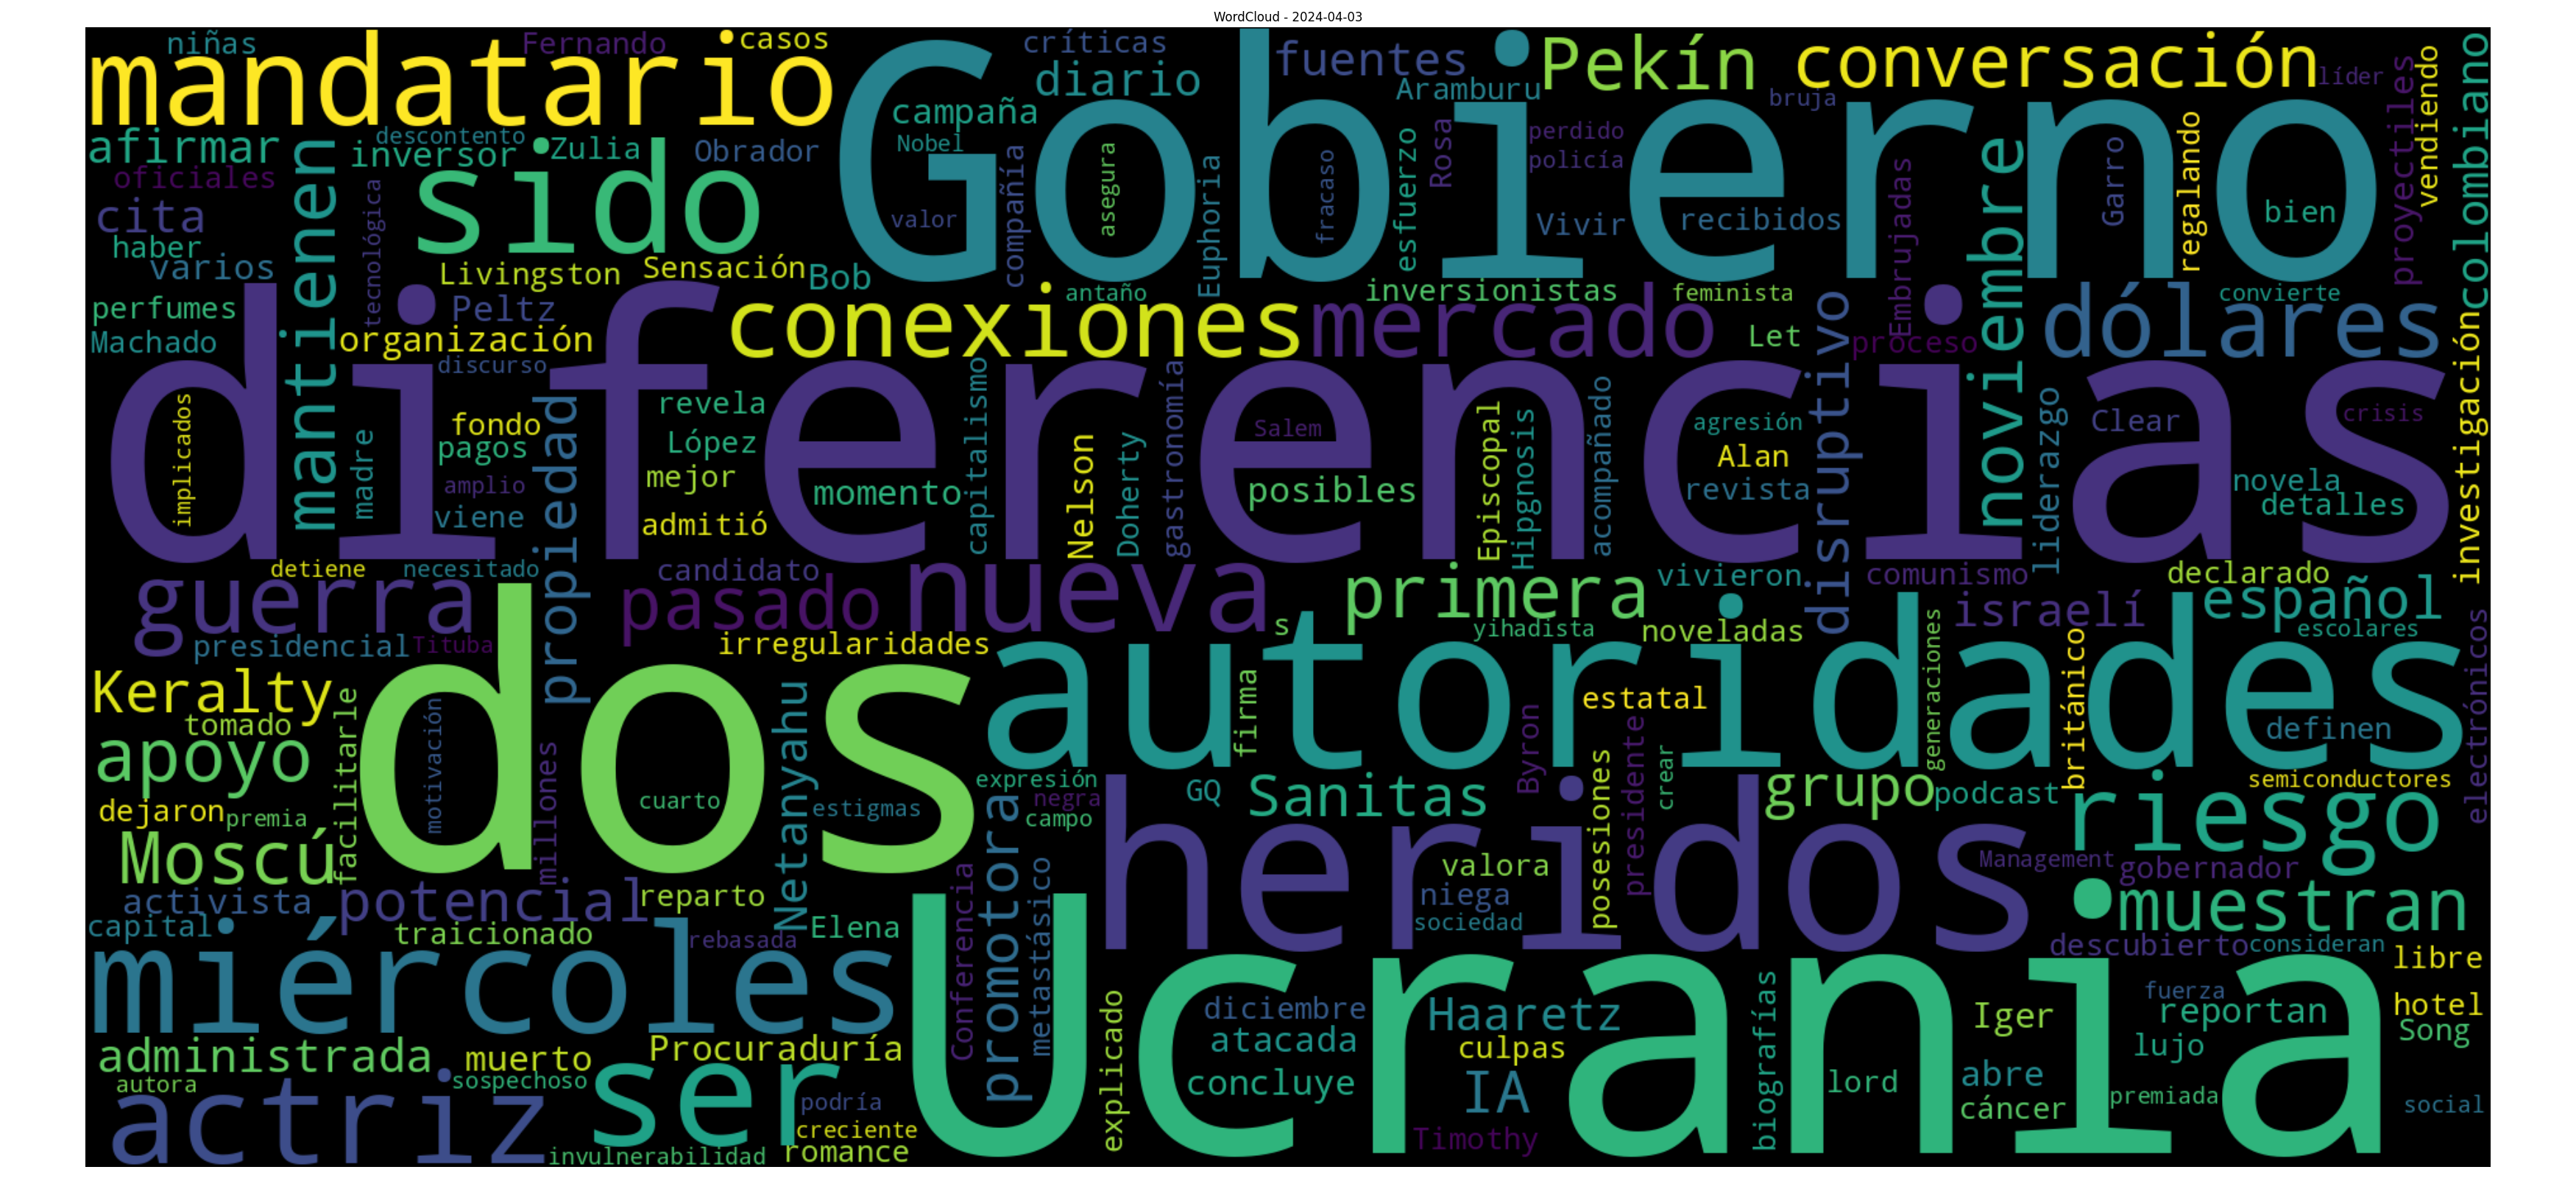 WordCloud - 2024-04-03
niñas
Fernando
casos
críticas
fuentes
Pekín
conversación
líder
mandatario
Gobierno
diario
Aramburu
bruja
proyectiles
vendiendo
colombiano
campaña
Nobel
afirmar
descontento
inversor
Zulia
Obrador
oficiales
mantienen
tecnológica
sido
valor
compañía
asegura
Euphoria
fracaso
esfuerzo
Rosa
perdido
policía
Vivir
recibidos
Embrujadas
noviembre
Garro
regalando
bien
cita
haber
varios
Livingston
Sensación
Bob
perfumes
Peltz
Machado
organización
discurso
conexiones
antaño
mercado
inversionistas
feminista
Let
disruptivo
proceso
dólares
convierte
investigación
diferencias
implicados
madre
fondo
pagos
amplio
viene
propiedad
revela
López
mejor
admitió
momento
capitalismo
Nelson
Doherty
gastronomía
Salem
posibles
Episcopal
Hipgnosis
acompañado
agresión
Alan
revista
liderazgo
Clear
crisis
novela
detalles
detiene
necesitado
candidato
guerra
pasado
nueva
s
primera
vivieron
comunismo
declarado
israelí
español
escolares
presidencial
Tituba
irregularidades
yihadista
noveladas
generaciones
británico
electrónicos
Keralty
tomado
apoyo
facilitarle
motivación
dos
cuarto
millones
Netanyahu
estigmas
autoridades
firma
Byron
estatal
presidente
crear
definen
expresión
negra
campo
GQ
Sanitas
posesiones
grupo
podcast
semiconductores
riesgo
dejaron
premia
Moscú
activista
potencial
reparto
promotora
heridos
valora
niega
sociedad
Management
gobernador
muestran
capital
traicionado
rebasada
Elena
Conferencia
metastásico
descubierto
consideran
libre
miércoles
Ucrania
explicado
diciembre
atacada
concluye
Haaretz
culpas
IA
Timothy
biografías
lord
Iger
abre
cáncer
fuerza
reportan
lujo
premiada
hotel
Song
social
administrada
muerto
Procuraduría
autora
sospechoso
actriz
ser
podría
creciente
invulnerabilidad
romance